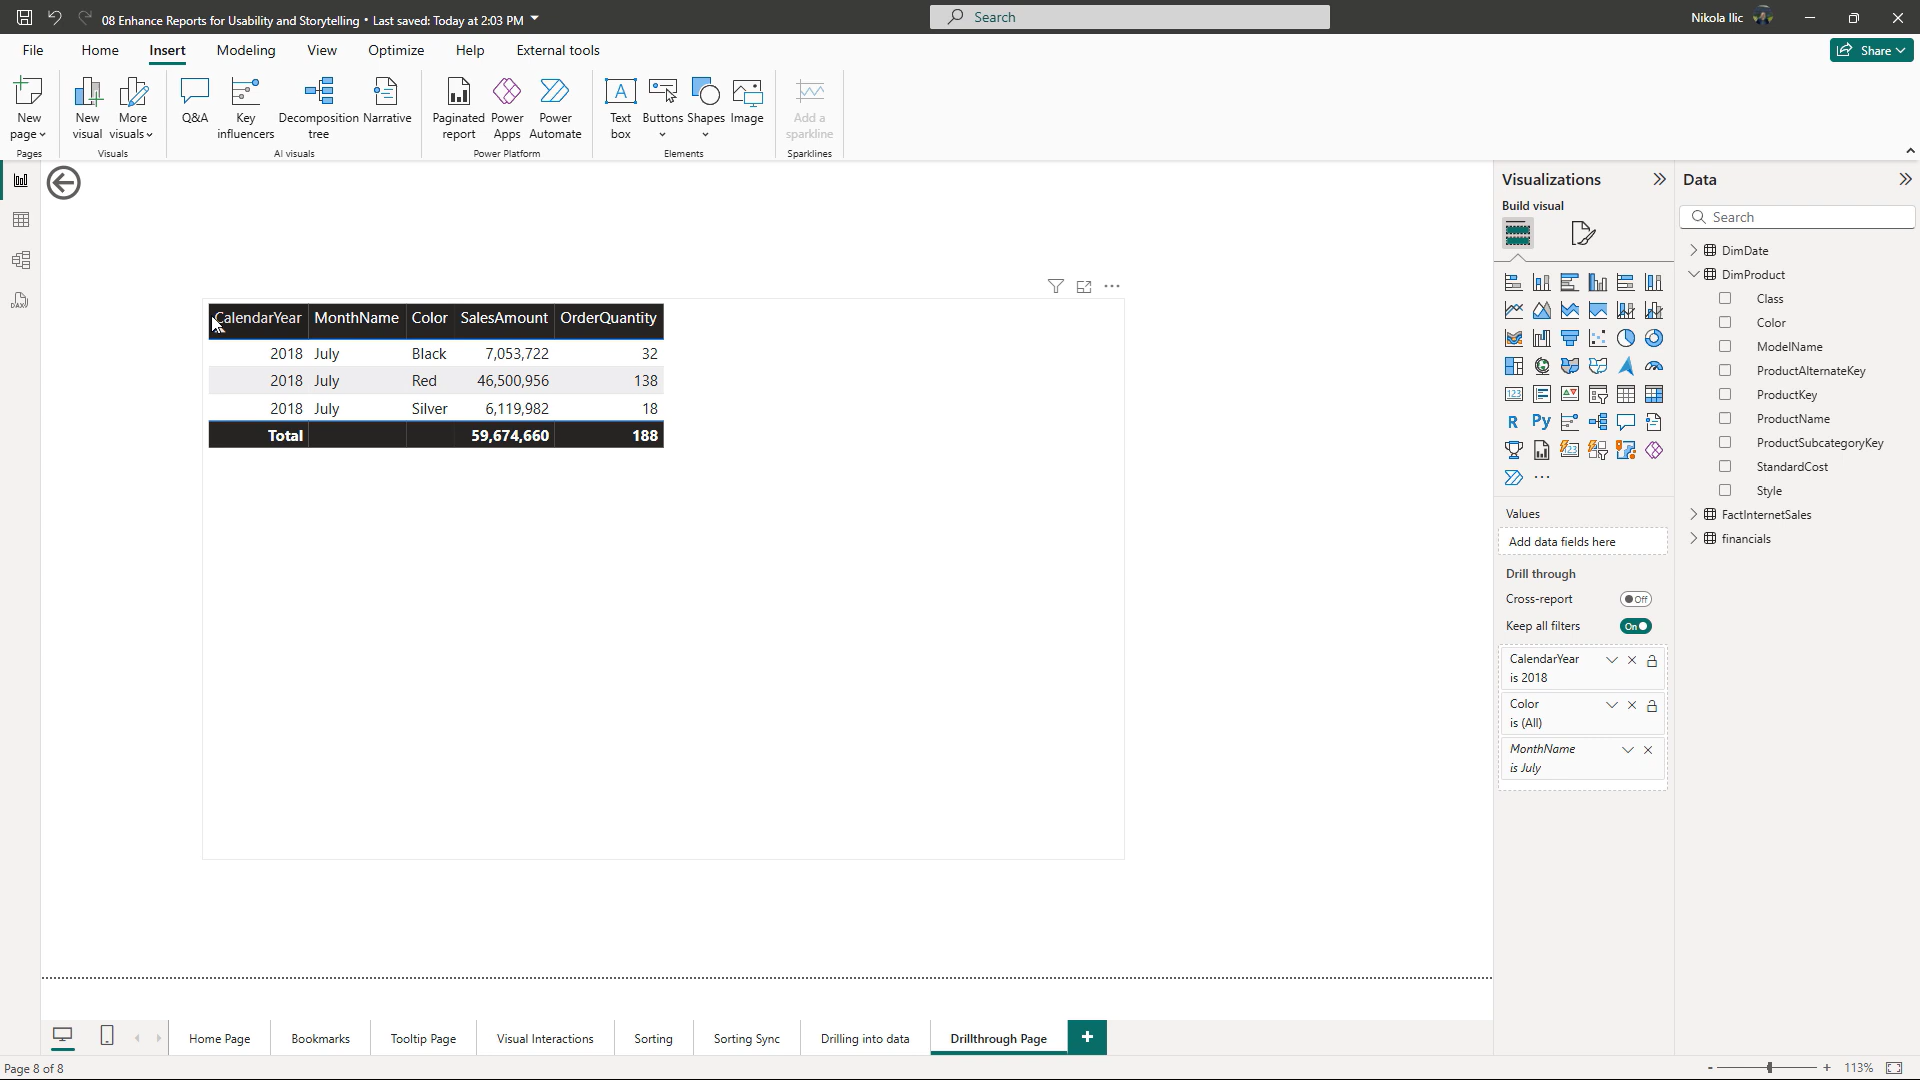 08 Enhance Reports for Usability and Storytelling • Last saved: Today at 2:03 PM
Search
Nikola Ilic
File
Home
Insert
Modeling
View
Optimize
Help
External tools
Share
New page
New visual
More visuals
Q&A
Key influencers
Decomposition tree
Narrative
Paginated report
Power Apps
Power Automate
Text box
Buttons
Shapes
Image
Add a sparkline
Pages
Visuals
AI visuals
Power Platform
Elements
Sparklines
DAX
CalendarYear MonthName Color SalesAmount OrderQuantity
2018 July Black 7,053,722 32
2018 July Red 46,500,956 138
2018 July Silver 6,119,982 18
Total 59,674,660 188
Visualizations
Build visual
123
R
Py
123
Values
Add data fields here
Drill through
Cross-report
Off
Keep all filters
On
CalendarYear
is 2018
Color
is (All)
MonthName
is July
Data
Search
DimDate
DimProduct
Class
Color
ModelName
ProductAlternateKey
ProductKey
ProductName
ProductSubcategoryKey
StandardCost
Style
FactInternetSales
financials
Home Page
Bookmarks
Tooltip Page
Visual Interactions
Sorting
Sorting Sync
Drilling into data
Drillthrough Page
+
Page 8 of 8
- + 113%